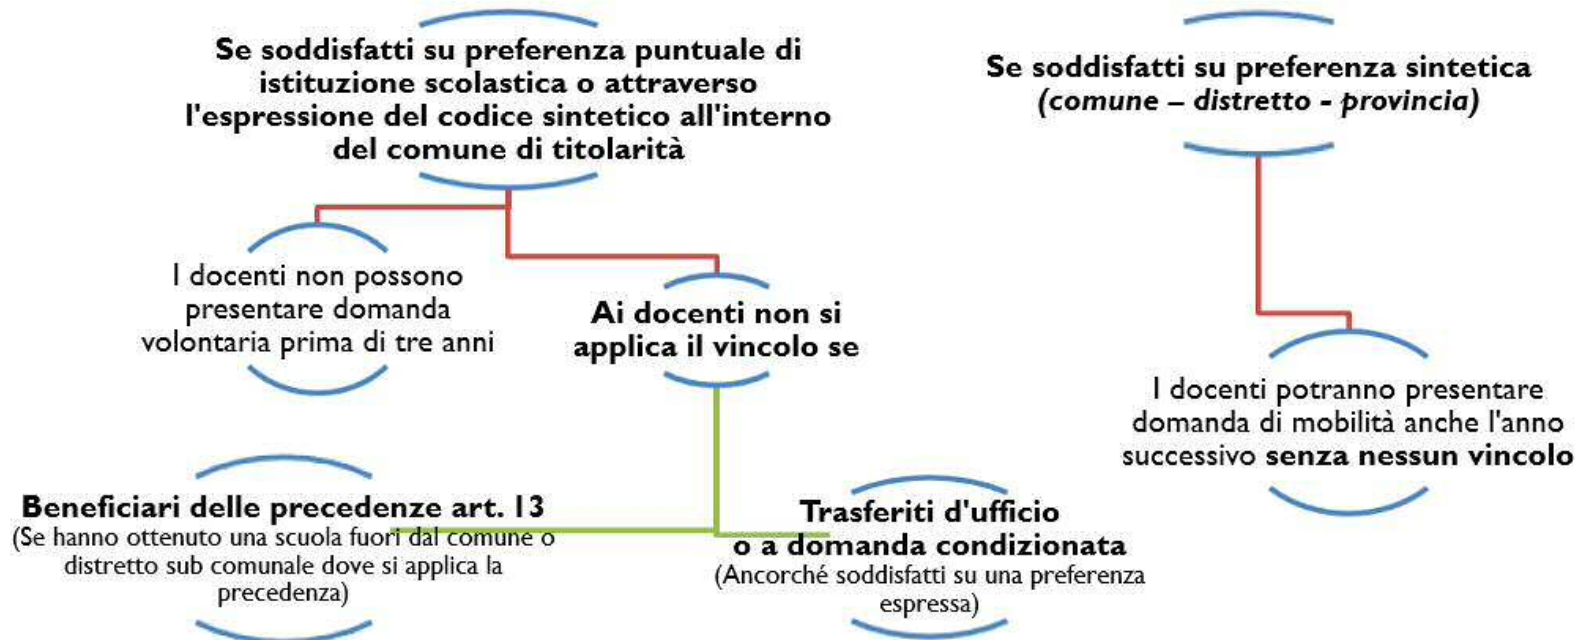 Se soddisfatti su preferenza puntuale di
istituzione scolastica o attraverso
l'espressione del codice sintetico all'interno
del comune di titolarità
Se soddisfatti su preferenza sintetica
(comune – distretto - provincia)
I docenti non possono
presentare domanda
volontaria prima di tre anni
Ai docenti non si
applica il vincolo se
I docenti potranno presentare
domanda di mobilità anche l'anno
successivo senza nessun vincolo
Beneficiari delle precedenze art. 13
(Se hanno ottenuto una scuola fuori dal comune o
distretto sub comunale dove si applica la
precedenza)
Trasferiti d'ufficio
o a domanda condizionata
(Ancorché soddisfatti su una preferenza
espressa)